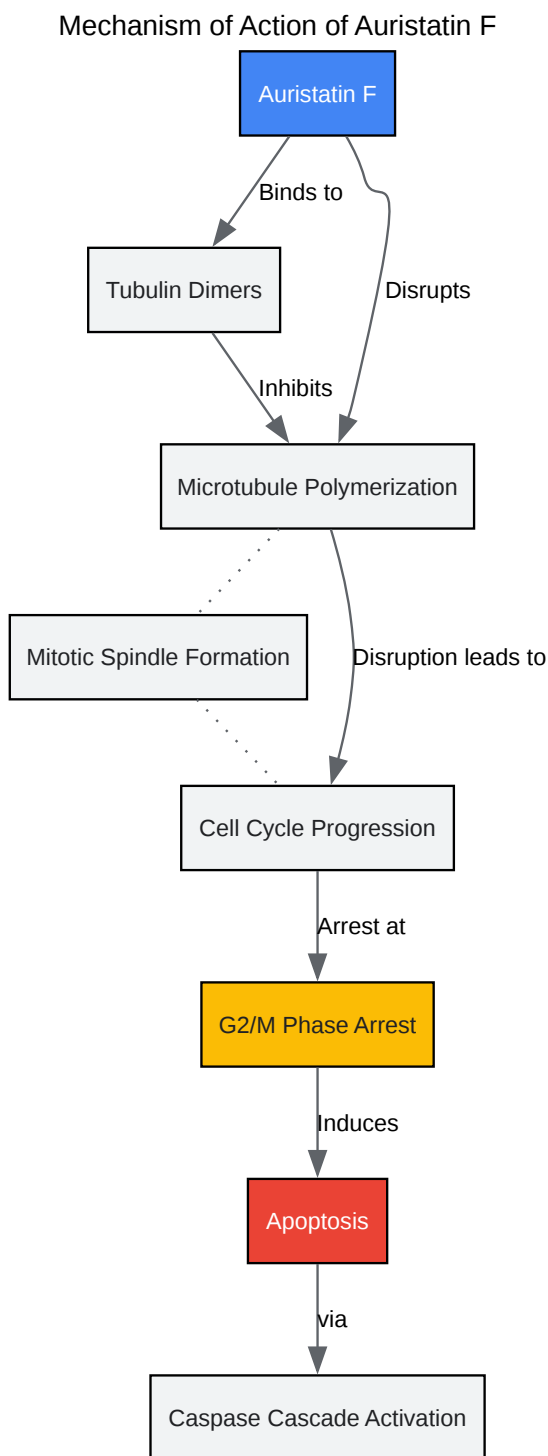 Mechanism of Action of Auristatin F
Auristatin F
Binds to
Tubulin Dimers
Disrupts
Inhibits
Microtubule Polymerization
Mitotic Spindle Formation
Disruption leads to
Cell Cycle Progression
Arrest at
G2/M Phase Arrest
Induces
Apoptosis
via
Caspase Cascade Activation